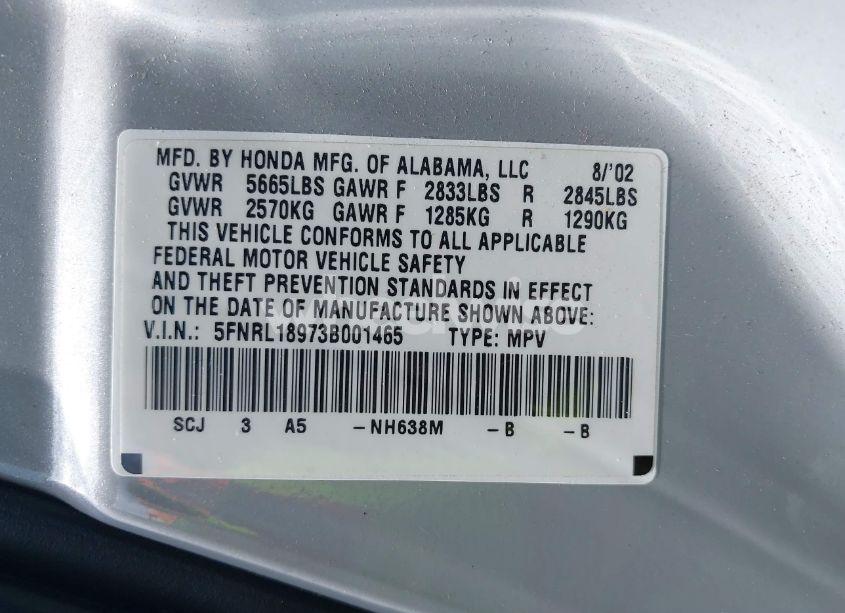 MFD. BY HONDA MFG. OF ALABAMA, LLC 8/'02
GVWR 5665LBS GAWR F 2833LBS R 2845LBS
GVWR 2570KG GAWR F 1285KG R 1290KG
THIS VEHICLE CONFORMS TO ALL APPLICABLE
FEDERAL MOTOR VEHICLE SAFETY
AND THEFT PREVENTION STANDARDS IN EFFECT
ON THE DATE OF MANUFACTURE SHOWN ABOVE:
V.I.N.: 5FNRL18973B001465 TYPE: MPV
SCJ 3 A5 -NH638M -B -B